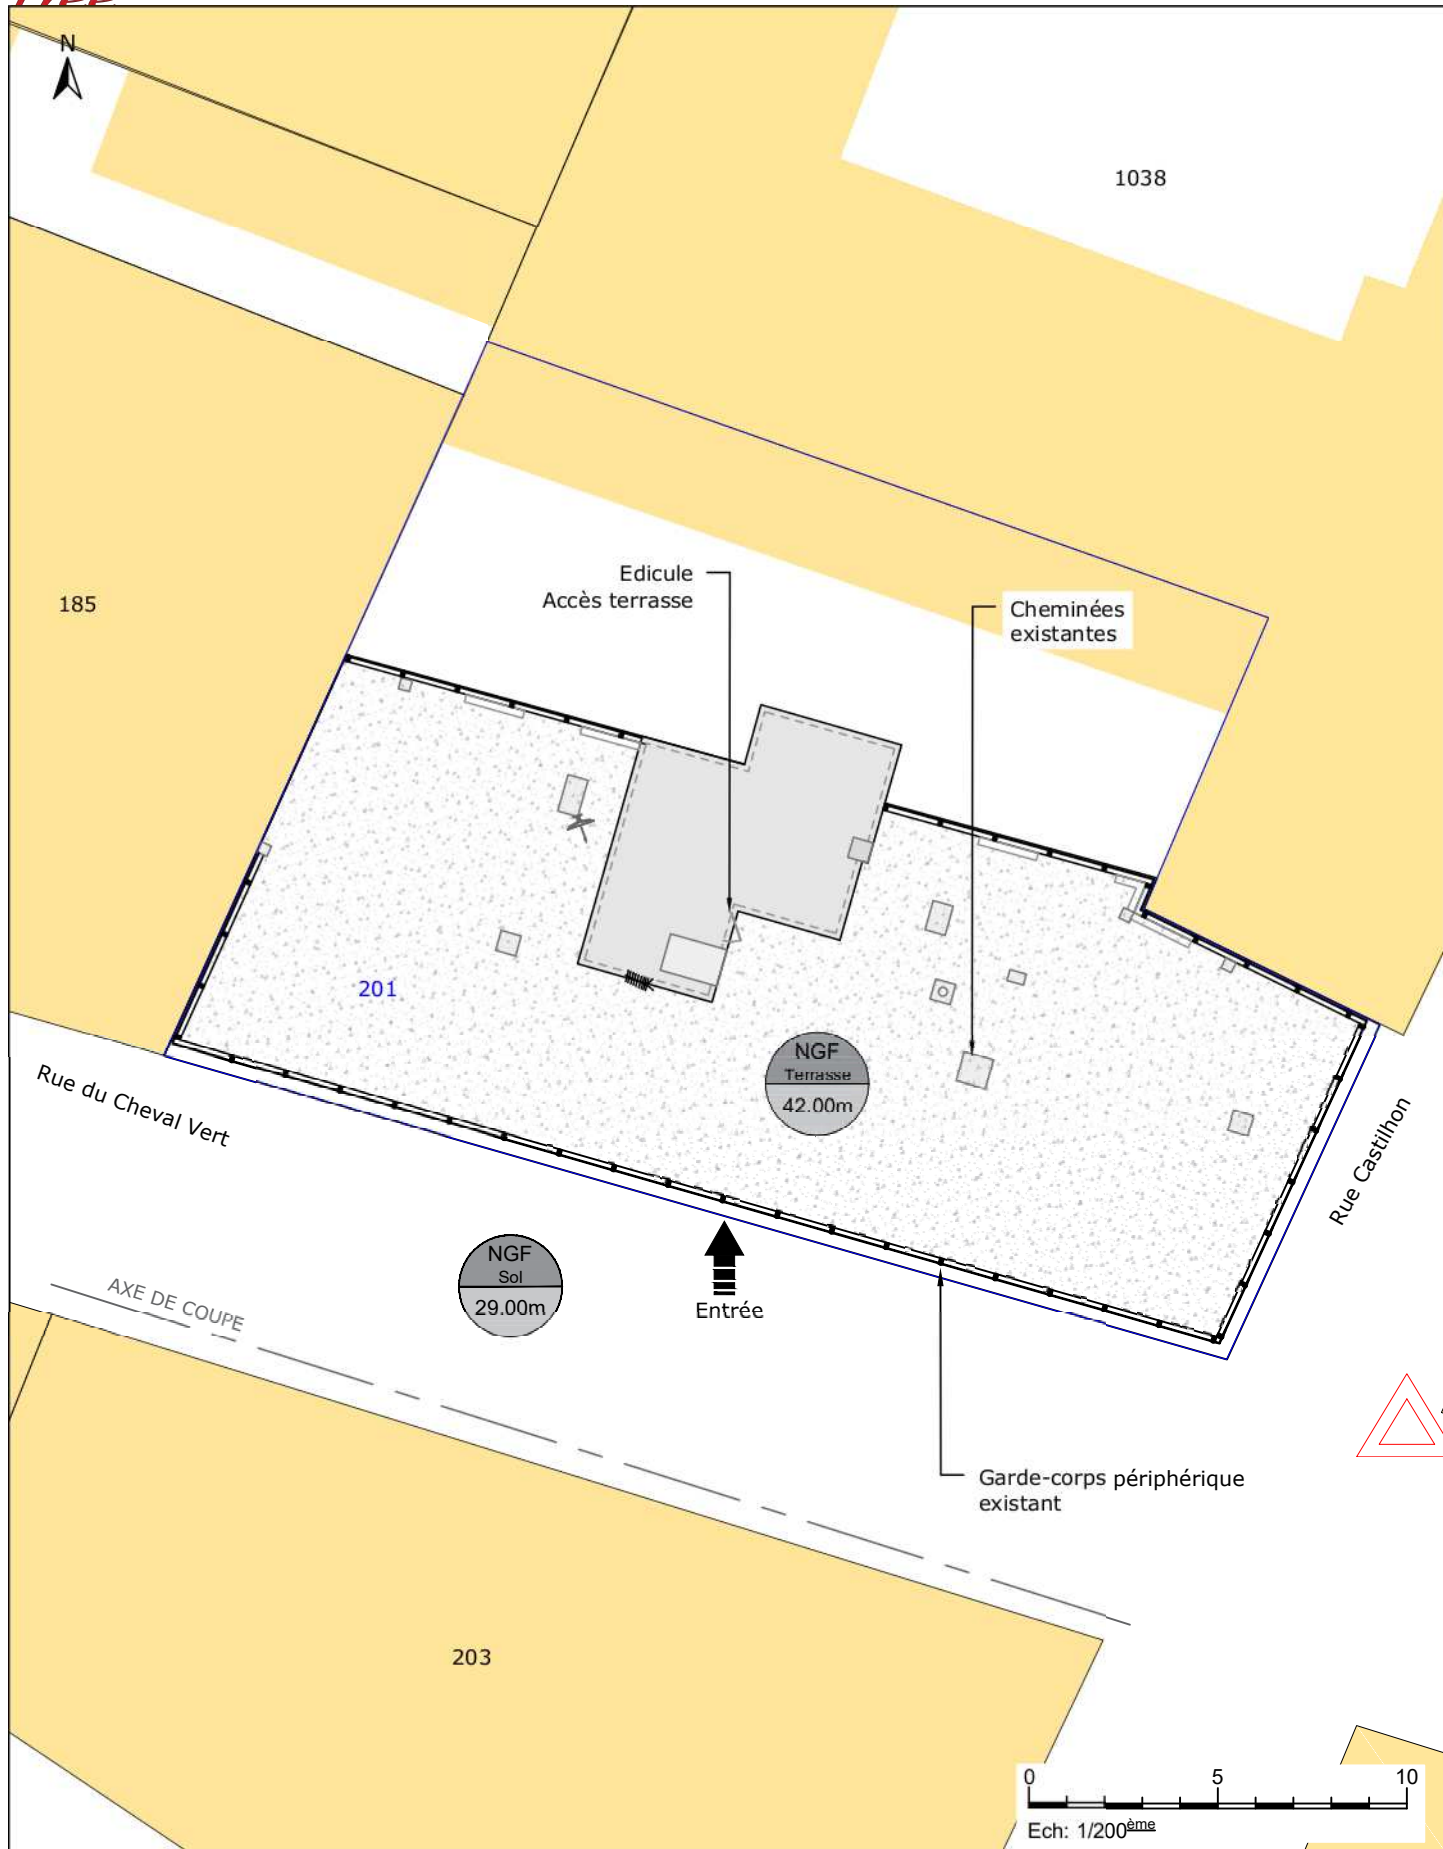 N
1038
Edicule
Accès terrasse
Cheminées
existantes
185
201
NGF
Terrasse
42.00m
Rue du Cheval Vert
Rue Castilhon
NGF
Sol
29.00m
Entrée
AXE DE COUPE
Garde-corps périphérique
existant
203
0 5 10
Ech: 1/200ème